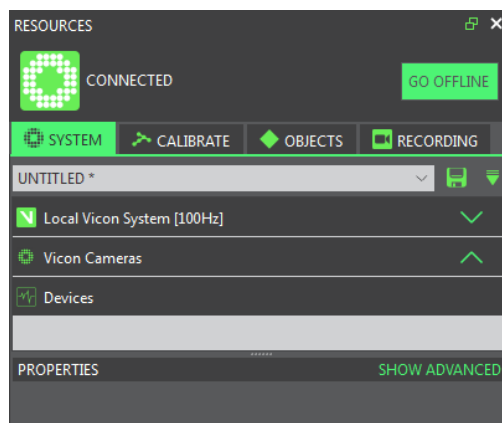 RESOURCES
CONNECTED
GO OFFLINE
SYSTEM
CALIBRATE
OBJECTS
RECORDING
UNTITLED *
Local Vicon System [100Hz]
Vicon Cameras
Devices
PROPERTIES
SHOW ADVANCED